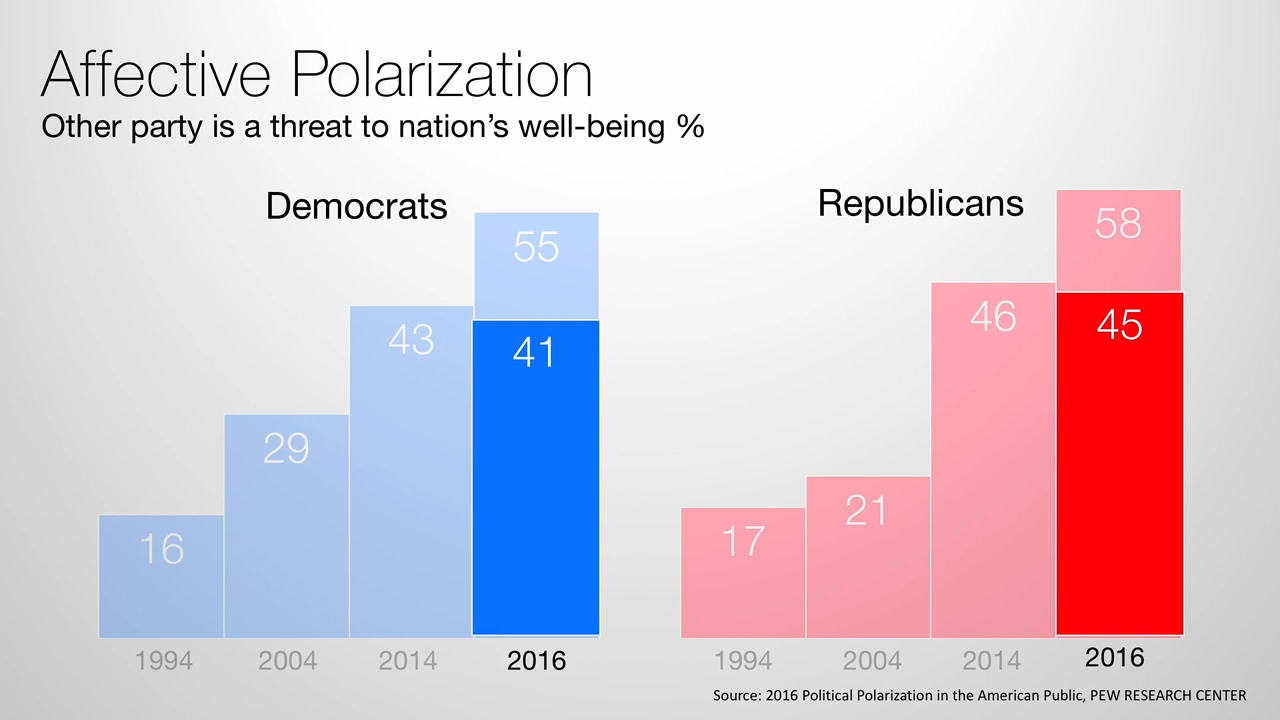 Affective Polarization
Other party is a threat to nation's well-being %
Democrats
55
43
41
29
16
1994 2004 2014 2016
Republicans
58
46
45
21
17
1994 2004 2014 2016
Source: 2016 Political Polarization in the American Public, PEW RESEARCH CENTER